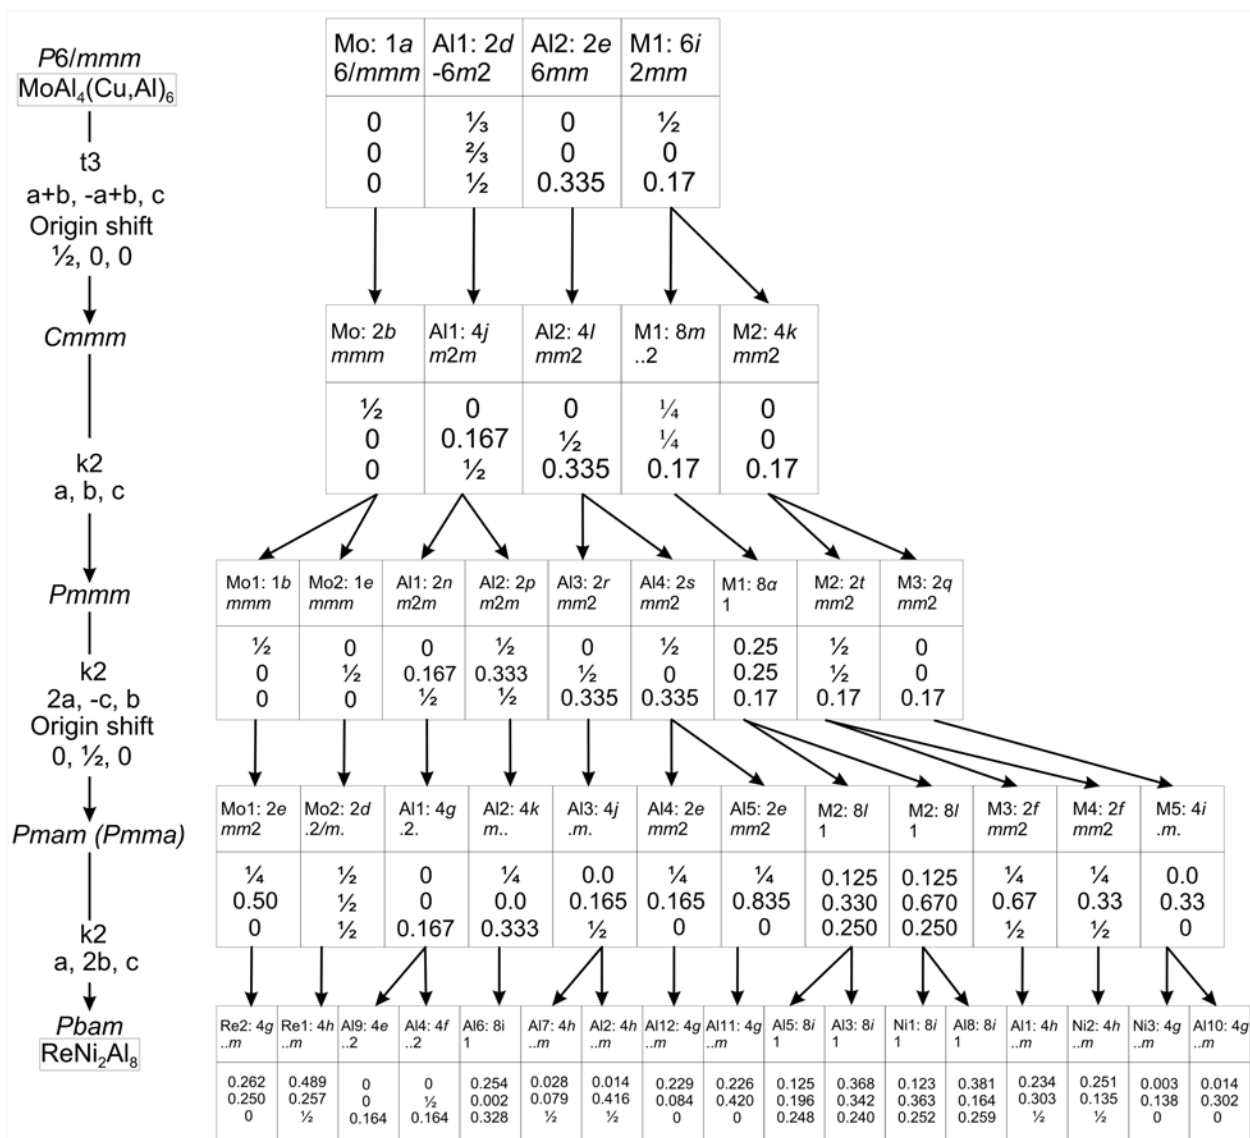 P6/mmm
MoAl₄(Cu,Al)₆
t3
a+b, -a+b, c
Origin shift
½, 0, 0
Mo: 1a Al1: 2d Al2: 2e M1: 6i
6/mmm -6m2 6mm 2mm
0 ⅓ 0 ½
0 ⅔ 0 0
0 ½ 0.335 0.17
Cmmm
k2
a, b, c
Mo: 2b Al1: 4j Al2: 4l M1: 8m M2: 4k
mmm m2m mm2 ..2 mm2
½ 0 0 ¼ 0
0 0.167 ½ ¼ 0
0 ½ 0.335 0.17 0.17
Pmmm
k2
2a, -c, b
Origin shift
0, ½, 0
Mo1: 1b Mo2: 1e Al1: 2n Al2: 2p Al3: 2r Al4: 2s M1: 8α M2: 2t M3: 2q
mmm mmm m2m m2m mm2 mm2 1 mm2 mm2
½ 0 0 ½ 0 ½ 0.25 ½ 0
0 ½ 0.167 0.333 ½ 0 0.25 ½ 0
0 0 ½ ½ 0.335 0.335 0.17 0.17 0.17
Pmam (Pmma)
k2
a, 2b, c
Mo1: 2e Mo2: 2d Al1: 4g Al2: 4k Al3: 4j Al4: 2e Al5: 2e M2: 8l M2: 8l M3: 2f M4: 2f M5: 4i
mm2 .2/m. .2. m.. .m. mm2 mm2 1 1 mm2 mm2 .m.
¼ ½ 0 ¼ 0.0 ¼ ¼ 0.125 0.125 ¼ ¼ 0.0
0.50 ½ 0 0.0 0.165 0.165 0.835 0.330 0.670 0.67 0.33 0.33
0 ½ 0.167 0.333 ½ 0 0 0.250 0.250 ½ ½ 0
Pbam
ReNi₂Al₈
Re2: 4g Re1: 4h Al9: 4e Al4: 4f Al6: 8i Al7: 4h Al2: 4h Al12: 4g Al11: 4g Al5: 8i Al3: 8i Ni1: 8i Al8: 8i Al1: 4h Ni2: 4h Ni3: 4g Al10: 4g
..m ..m ..2 ..2 1 ..m ..m ..m ..m 1 1 1 1 ..m ..m ..m ..m
0.262 0.489 0 0 0.254 0.028 0.014 0.229 0.226 0.125 0.368 0.123 0.381 0.234 0.251 0.003 0.014
0.250 0.257 0 ½ 0.002 0.079 0.416 0.084 0.420 0.196 0.342 0.363 0.164 0.303 0.135 0.138 0.302
0 ½ 0.164 0.164 0.328 ½ ½ 0 0 0.248 0.240 0.252 0.259 ½ ½ 0 0